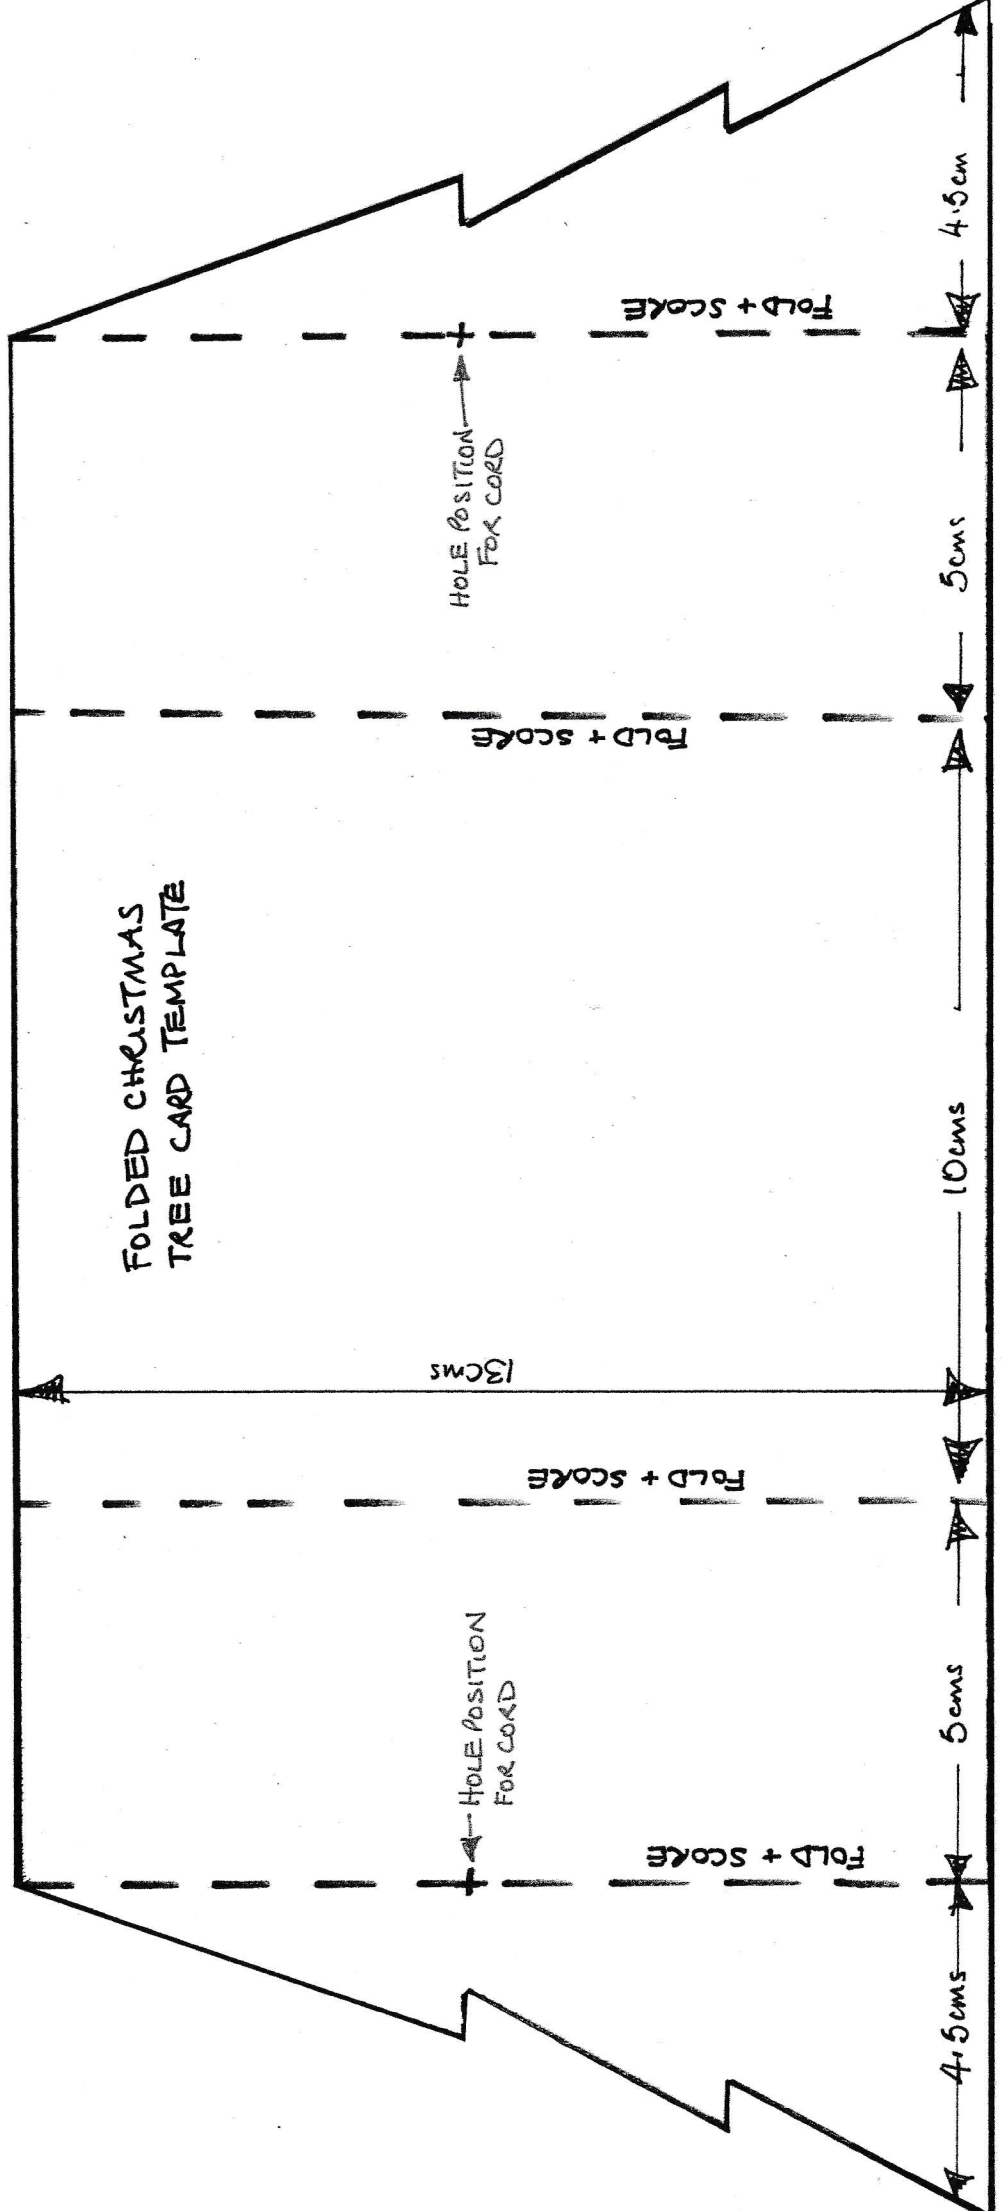 FOLDED CHRISTMAS
TREE CARD TEMPLATE
FOLD + SCORE
FOLD + SCORE
FOLD + SCORE
FOLD + SCORE
HOLE POSITION
FOR CORD
HOLE POSITION
FOR CORD
13cms
4.5cms
5cms
10cms
5cms
4.5cm